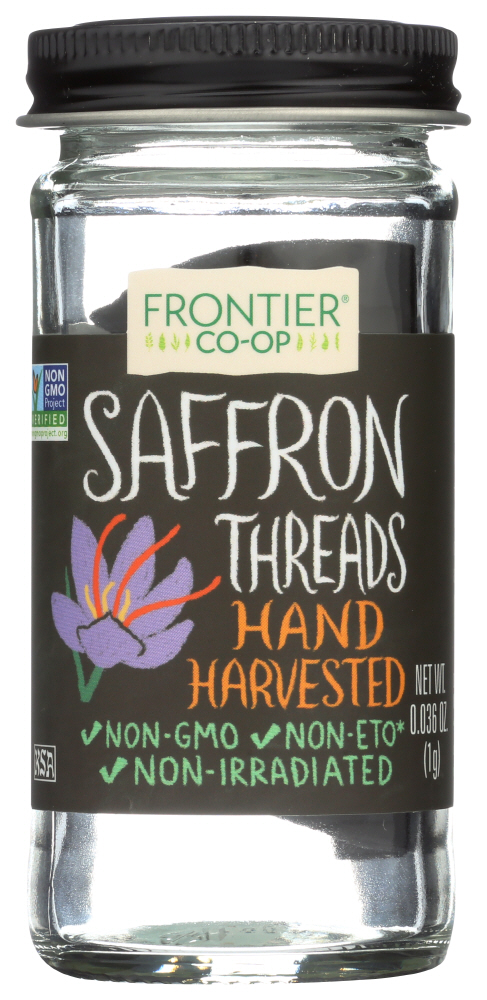 FRONTIER®
CO-OP
NON
GMO
Project
VERIFIED
SAFFRON
THREADS
HAND
HARVESTED
NET WT.
0.036 OZ
(1g)
✓NON-GMO ✓NON-ETO*
✓NON-IRRADIATED